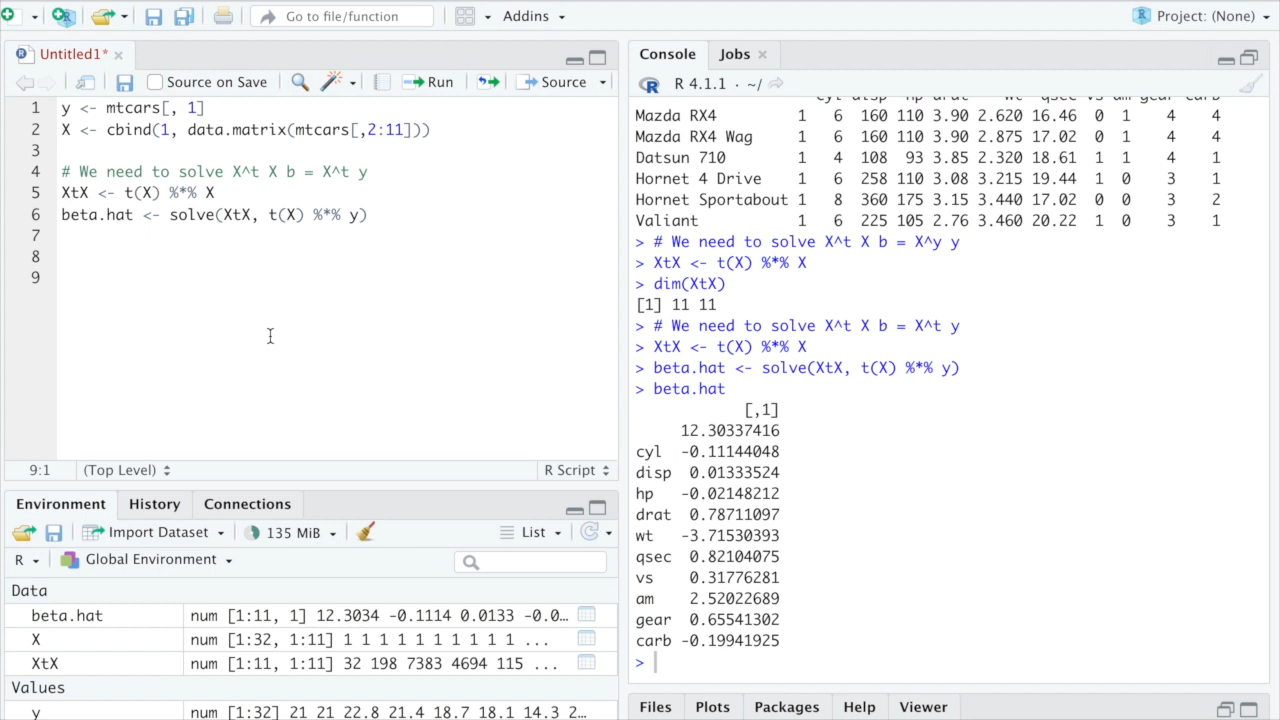 Go to file/function
Addins
Project: (None)
Untitled1*
Source on Save
Run
Source
1 y <- mtcars[, 1]
2 X <- cbind(1, data.matrix(mtcars[,2:11]))
3
4 # We need to solve X^t X b = X^t y
5 XtX <- t(X) %*% X
6 beta.hat <- solve(XtX, t(X) %*% y)
7
8
9
9:1 (Top Level) R Script
Environment History Connections
Import Dataset 135 MiB List
R Global Environment
Data
beta.hat num [1:11, 1] 12.3034 -0.1114 0.0133 -0.0…
X num [1:32, 1:11] 1 1 1 1 1 1 1 1 1 1 ...
XtX num [1:11, 1:11] 32 198 7383 4694 115 ...
Values
y num [1:32] 21 21 22.8 21.4 18.7 18.1 14.3 2…
Console Jobs
R 4.1.1 · ~/
cyl disp hp drat wt qsec vs am gear carb
Mazda RX4 1 6 160 110 3.90 2.620 16.46 0 1 4 4
Mazda RX4 Wag 1 6 160 110 3.90 2.875 17.02 0 1 4 4
Datsun 710 1 4 108 93 3.85 2.320 18.61 1 1 4 1
Hornet 4 Drive 1 6 258 110 3.08 3.215 19.44 1 0 3 1
Hornet Sportabout 1 8 360 175 3.15 3.440 17.02 0 0 3 2
Valiant 1 6 225 105 2.76 3.460 20.22 1 0 3 1
> # We need to solve X^t X b = X^y y
> XtX <- t(X) %*% X
> dim(XtX)
[1] 11 11
> # We need to solve X^t X b = X^t y
> XtX <- t(X) %*% X
> beta.hat <- solve(XtX, t(X) %*% y)
> beta.hat
[,1]
12.30337416
cyl -0.11144048
disp 0.01333524
hp -0.02148212
drat 0.78711097
wt -3.71530393
qsec 0.82104075
vs 0.31776281
am 2.52022689
gear 0.65541302
carb -0.19941925
>
Files Plots Packages Help Viewer